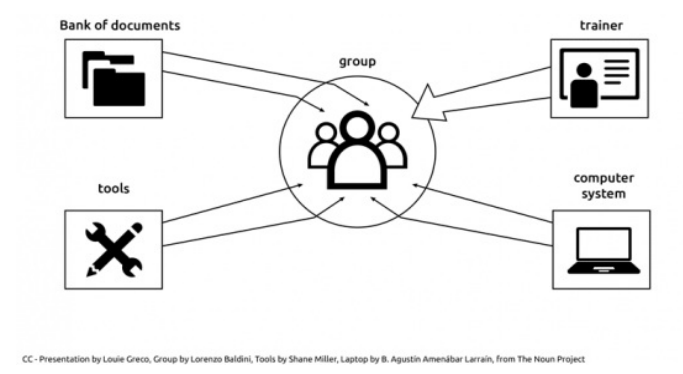 Bank of documents
trainer
group
tools
computer
system
CC - Presentation by Louie Greco, Group by Lorenzo Baldini, Tools by Shane Miller, Laptop by B. Agustín Amenábar Larraín, from The Noun Project